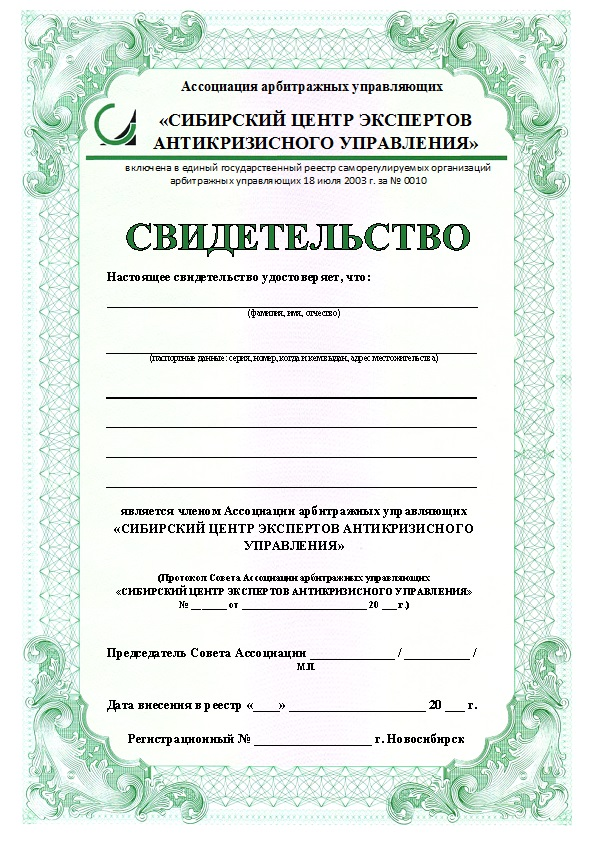 Ассоциация арбитражных управляющих
«СИБИРСКИЙ ЦЕНТР ЭКСПЕРТОВ
АНТИКРИЗИСНОГО УПРАВЛЕНИЯ»
включена в единый государственный реестр саморегулируемых организаций
арбитражных управляющих 18 июля 2003 г. за № 0010
СВИДЕТЕЛЬСТВО
Настоящее свидетельство удостоверяет, что:
(фамилия, имя, отчество)
(паспортные данные: серия, номер, когда и кем выдан, адрес местожительства)
является членом Ассоциации арбитражных управляющих
«СИБИРСКИЙ ЦЕНТР ЭКСПЕРТОВ АНТИКРИЗИСНОГО
УПРАВЛЕНИЯ»
(Протокол Совета Ассоциации арбитражных управляющих
«СИБИРСКИЙ ЦЕНТР ЭКСПЕРТОВ АНТИКРИЗИСНОГО УПРАВЛЕНИЯ»
№ ______ от ____________________ 20 ___ г.)
Председатель Совета Ассоциации _____________ / __________ /
М.П.
Дата внесения в реестр «____» _____________________ 20 ___ г.
Регистрационный № __________________ г. Новосибирск